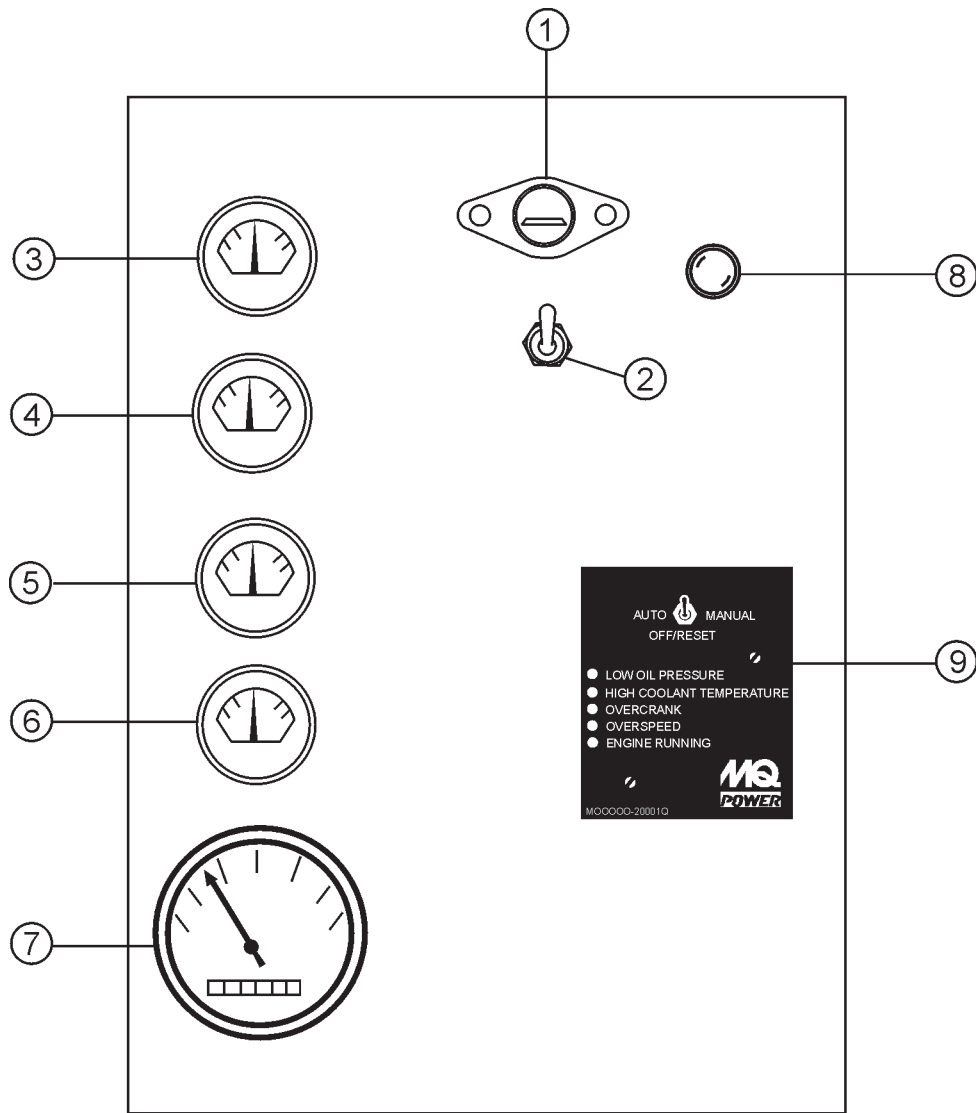 1
3
8
2
4
5
AUTO MANUAL
OFF/RESET
9
LOW OIL PRESSURE
HIGH COOLANT TEMPERATURE
OVERCRANK
6
OVERSPEED
ENGINE RUNNING
MQ
POWER
MOOOOO-20001Q
7